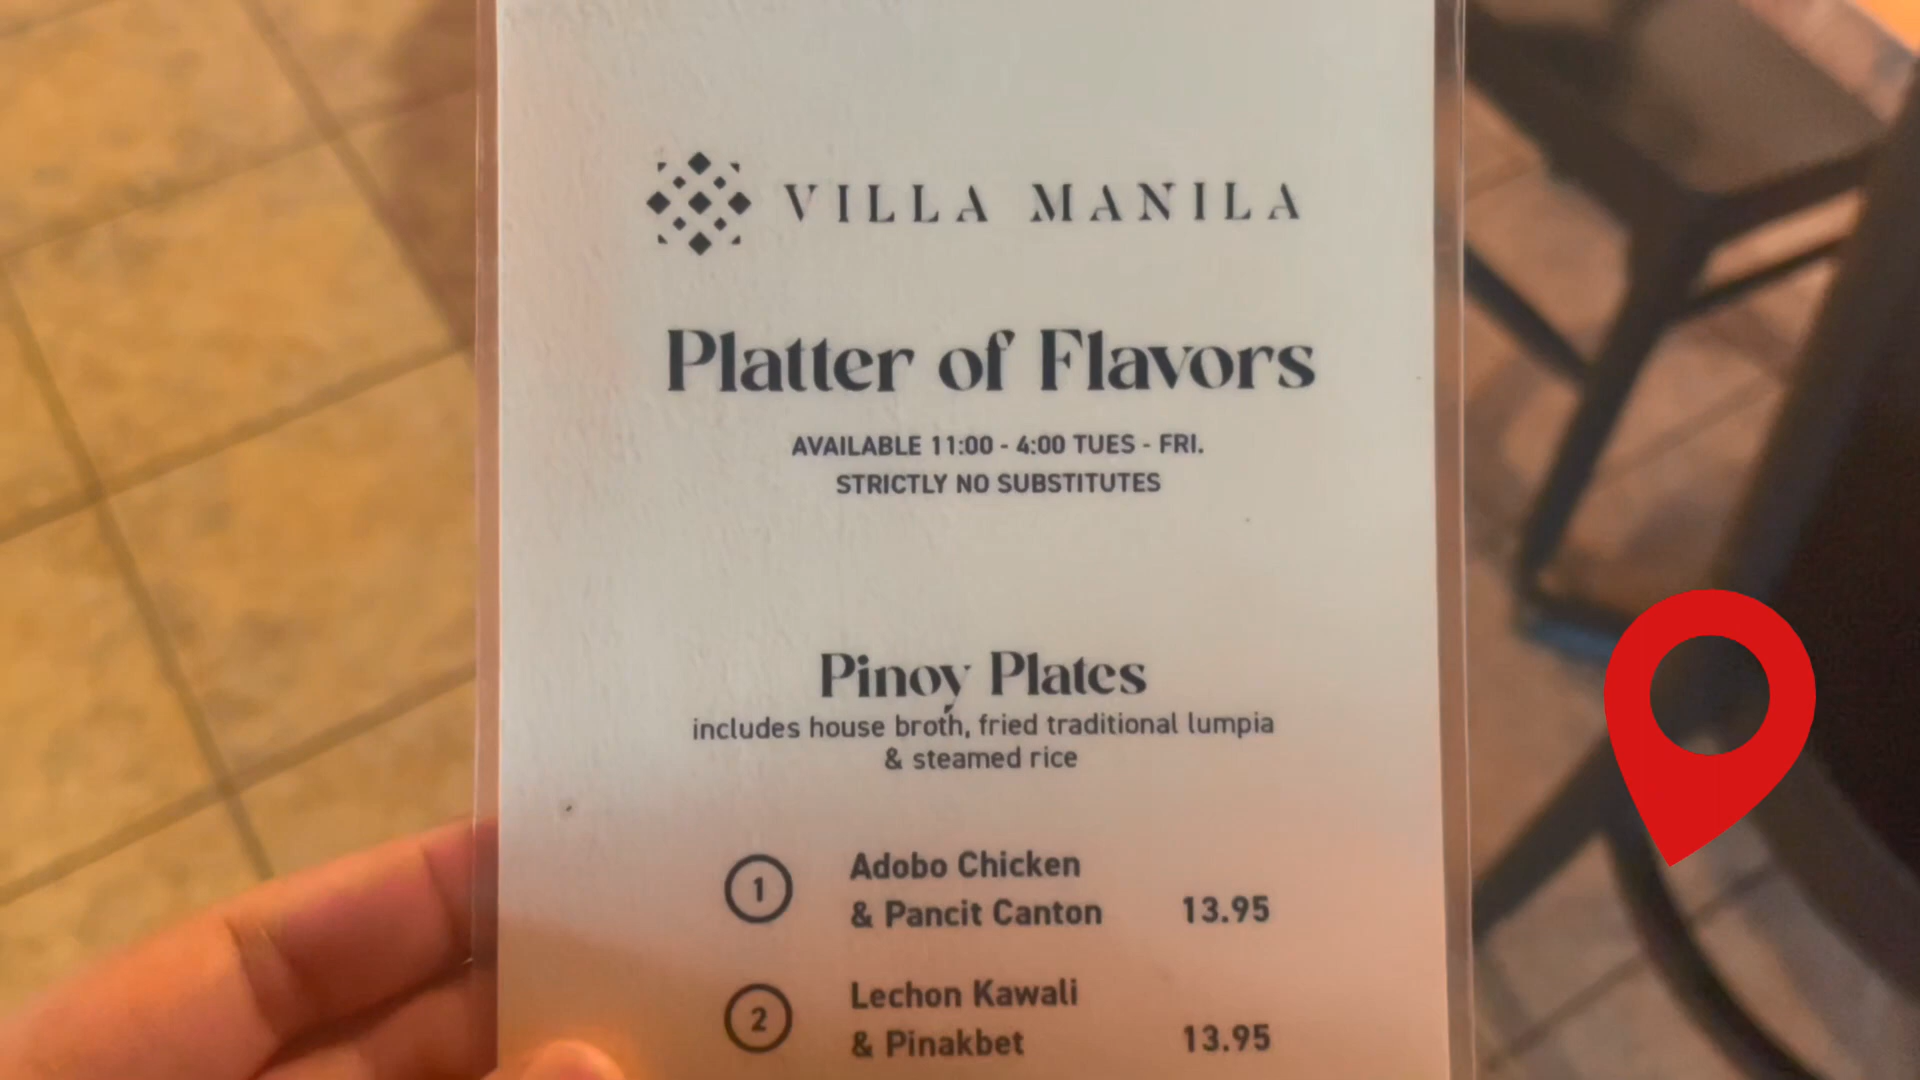 VILLA MANILA
Platter of Flavors
AVAILABLE 11:00 - 4:00 TUES - FRI.
STRICTLY NO SUBSTITUTES
Pinoy Plates
includes house broth, fried traditional lumpia
& steamed rice
1 Adobo Chicken
& Pancit Canton 13.95
2 Lechon Kawali
& Pinakbet 13.95